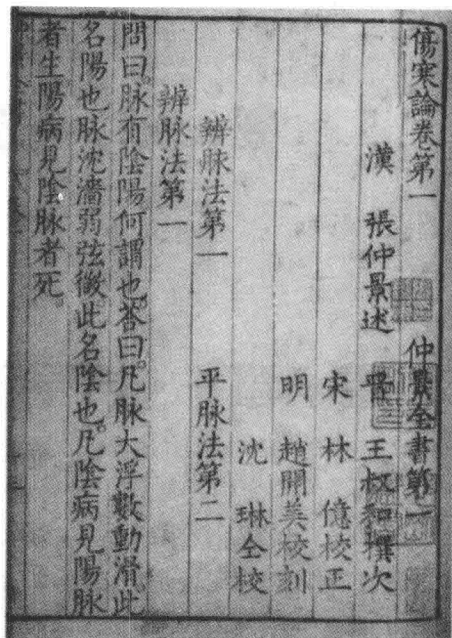 傷寒論卷第一 仲景全書第一
漢 張仲景述 晉 王叔和撰次
宋 林 億校正
明 趙開美校刻
沈 琳仝校
辨脉法第一 平脉法第二
辨脉法第一
問曰。脉有陰陽何謂也。荅曰。凡脉大浮數動滑。此
名陽也。脉沈濇弱弦微。此名陰也。凡陰病見陽脉
者生。陽病見陰脉者死。